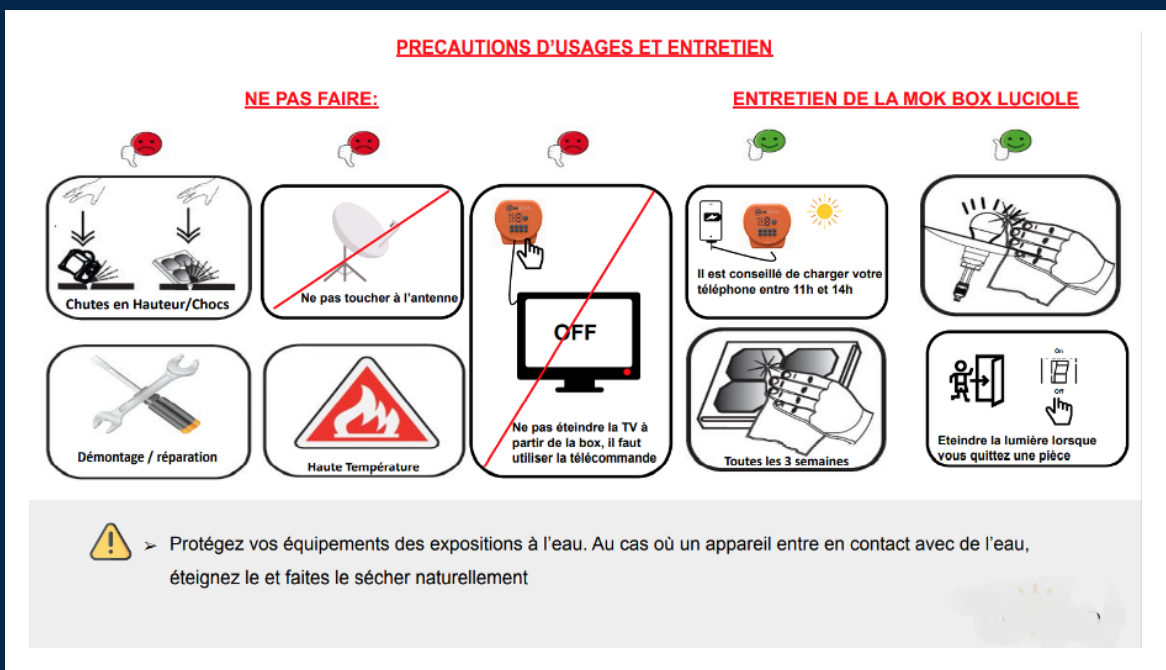 PRECAUTIONS D'USAGES ET ENTRETIEN
NE PAS FAIRE:
Chutes en Hauteur/Chocs
Ne pas toucher à l'antenne
Démontage / réparation
Haute Température
OFF
Ne pas éteindre la TV à
partir de la box, il faut
utiliser la télécommande
ENTRETIEN DE LA MOK BOX LUCIOLE
Il est conseillé de charger votre
téléphone entre 11h et 14h
Toutes les 3 semaines
On
Off
Eteindre la lumière lorsque
vous quittez une pièce
➢ Protégez vos équipements des expositions à l'eau. Au cas où un appareil entre en contact avec de l'eau,
éteignez le et faites le sécher naturellement